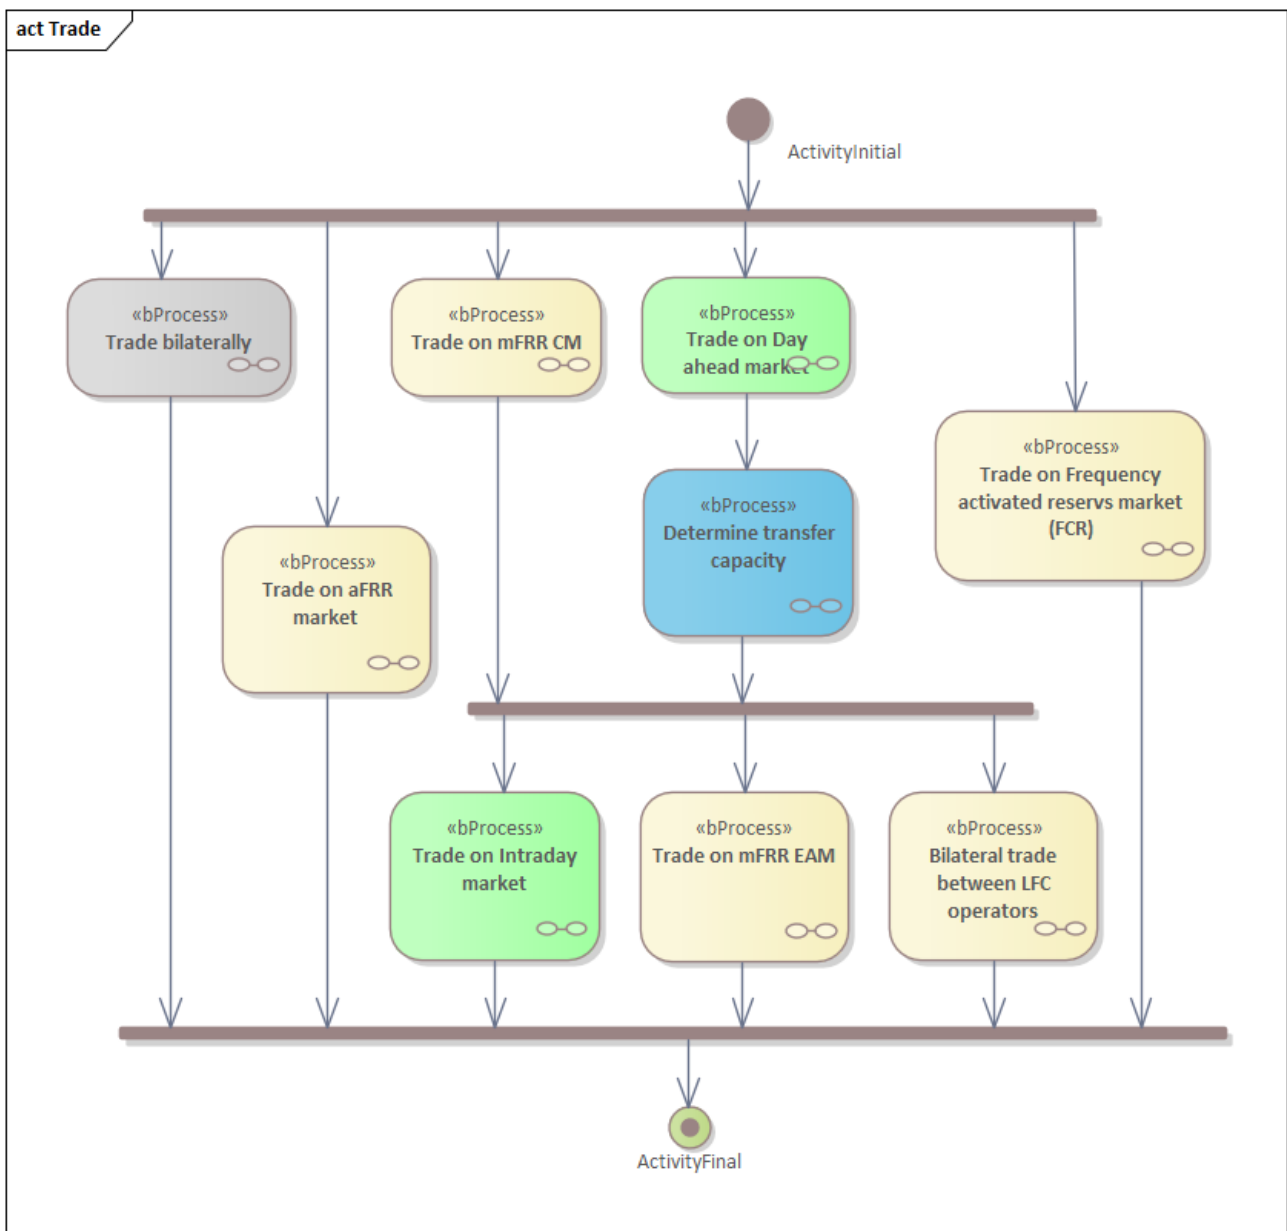 act Trade
ActivityInitial
«bProcess»
Trade bilaterally
«bProcess»
Trade on mFRR CM
«bProcess»
Trade on Day
ahead market
«bProcess»
Trade on Frequency
activated reservs market
(FCR)
«bProcess»
Determine transfer
capacity
«bProcess»
Trade on aFRR
market
«bProcess»
Trade on Intraday
market
«bProcess»
Trade on mFRR EAM
«bProcess»
Bilateral trade
between LFC
operators
ActivityFinal